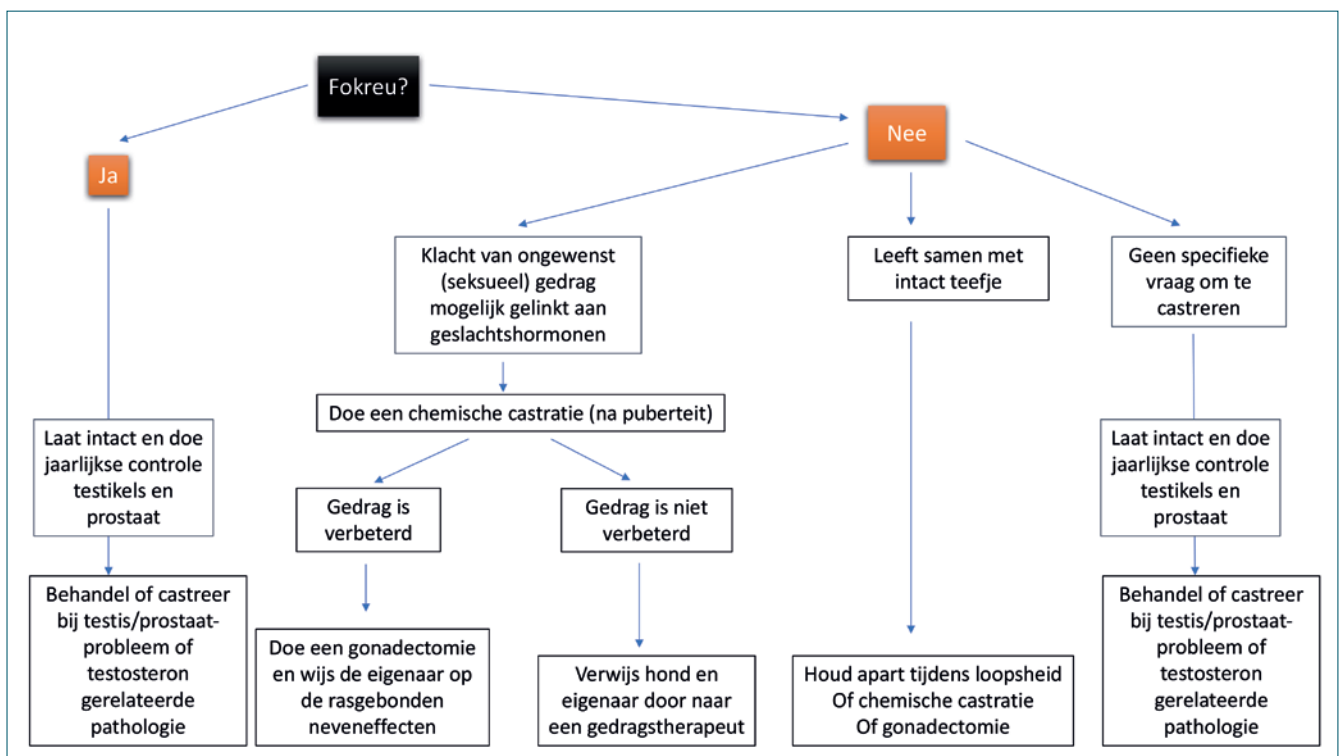 Fokreu?
Ja
Nee
Klacht van ongewenst
(seksueel) gedrag
mogelijk gelinkt aan
geslachtshormonen
Leeft samen met
intact teefje
Geen specifieke
vraag om te
castreren
Doe een chemische castratie (na puberteit)
Laat intact en doe
jaarlijkse controle
testikels en
prostaat
Gedrag is
verbeterd
Gedrag is niet
verbeterd
Laat intact en doe
jaarlijkse controle
testikels en
prostaat
Behandel of castreer
bij testis/prostaat-
probleem of
testosteron
gerelateerde
pathologie
Doe een gonadectomie
en wijs de eigenaar op
de rasgebonden
neveneffecten
Verwijs hond en
eigenaar door naar
een gedragstherapeut
Houd apart tijdens loopsheid
Of chemische castratie
Of gonadectomie
Behandel of castreer
bij testis/prostaat-
probleem of
testosteron
gerelateerde
pathologie